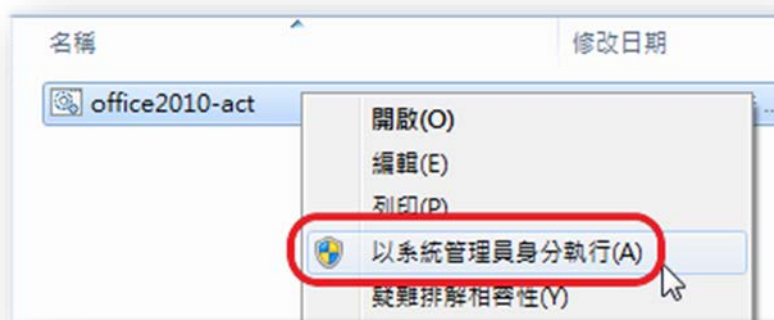 名稱 修改日期
office2010-act
開啟(O)
編輯(E)
列印(P)
以系統管理員身分執行(A)
疑難排解相容性(Y)